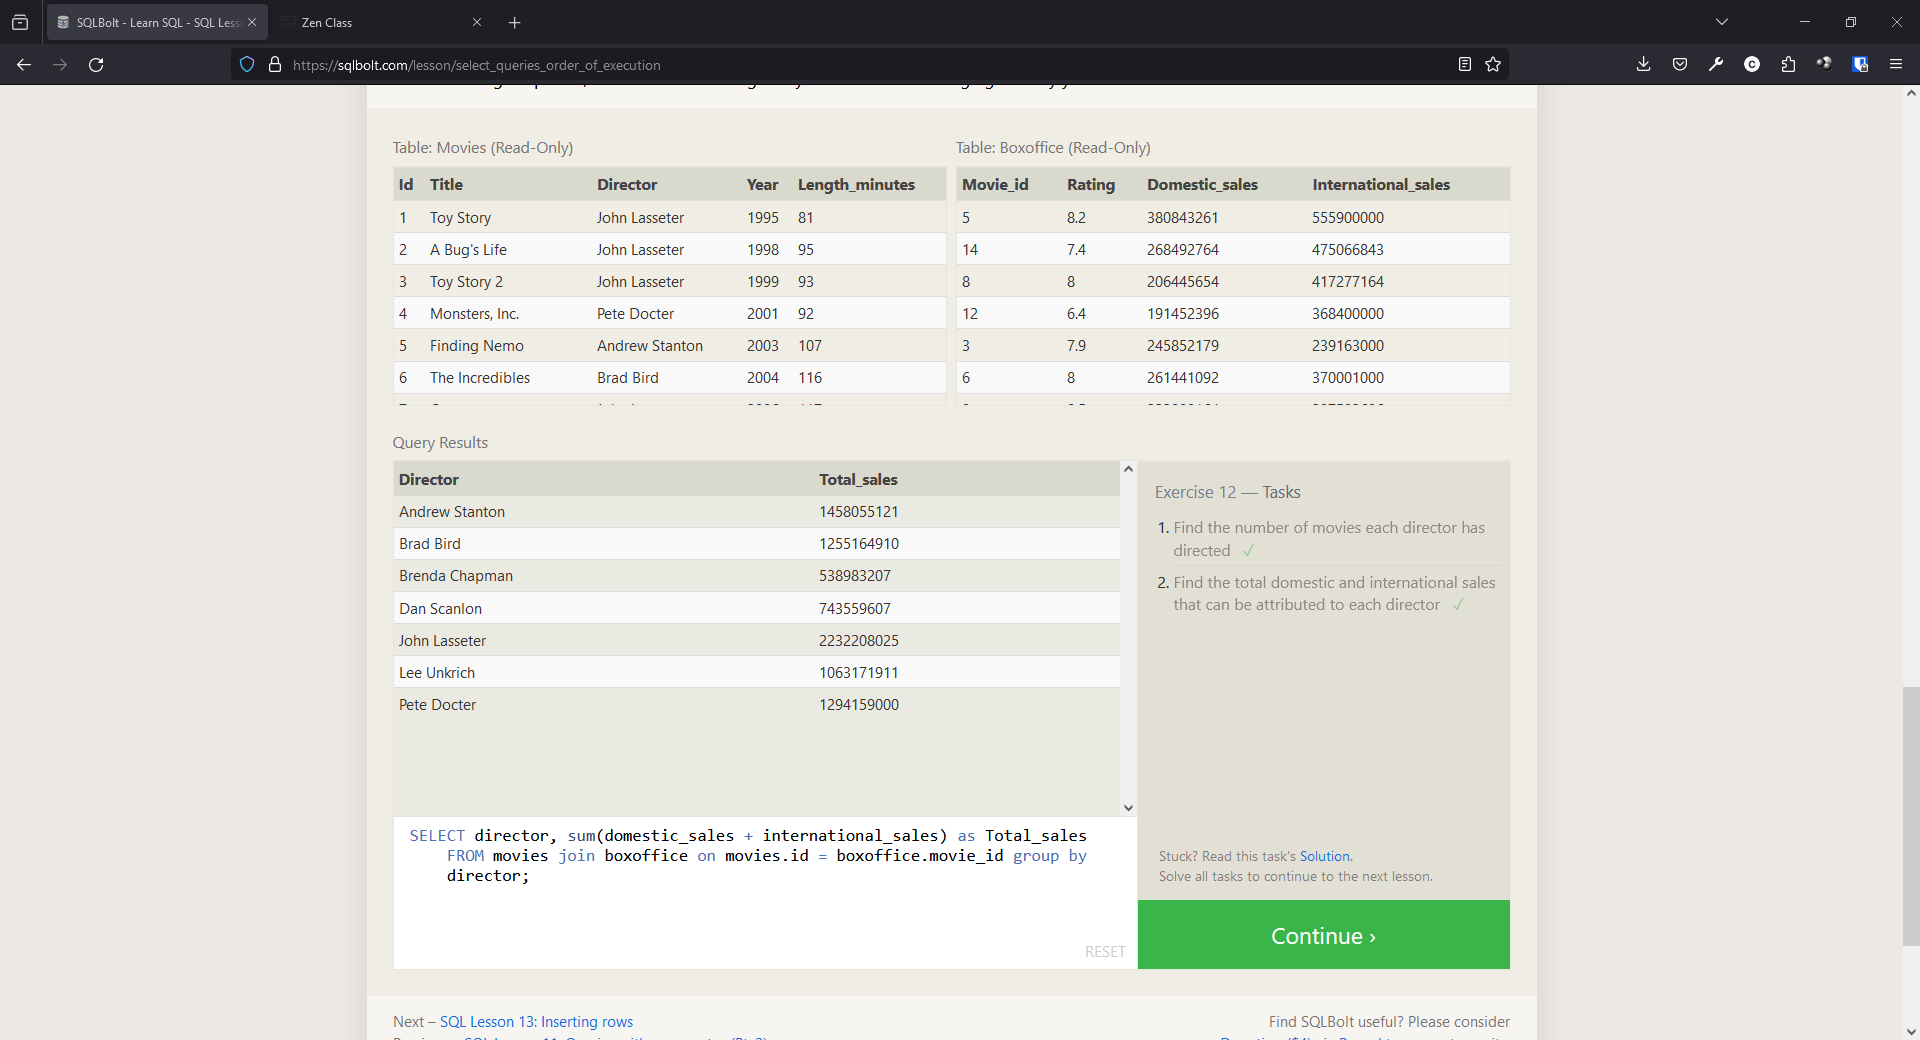 SQLBolt - Learn SQL - SQL Less
Zen Class
https://sqlbolt.com/lesson/select_queries_order_of_execution
Table: Movies (Read-Only)
Id Title Director Year Length_minutes
1 Toy Story John Lasseter 1995 81
2 A Bug's Life John Lasseter 1998 95
3 Toy Story 2 John Lasseter 1999 93
4 Monsters, Inc. Pete Docter 2001 92
5 Finding Nemo Andrew Stanton 2003 107
6 The Incredibles Brad Bird 2004 116
Table: Boxoffice (Read-Only)
Movie_id Rating Domestic_sales International_sales
5 8.2 380843261 555900000
14 7.4 268492764 475066843
8 8 206445654 417277164
12 6.4 191452396 368400000
3 7.9 245852179 239163000
6 8 261441092 370001000
Query Results
Director Total_sales
Andrew Stanton 1458055121
Brad Bird 1255164910
Brenda Chapman 538983207
Dan Scanlon 743559607
John Lasseter 2232208025
Lee Unkrich 1063171911
Pete Docter 1294159000
SELECT director, sum(domestic_sales + international_sales) as Total_sales
FROM movies join boxoffice on movies.id = boxoffice.movie_id group by
director;
RESET
Exercise 12 — Tasks
1. Find the number of movies each director has
directed ✓
2. Find the total domestic and international sales
that can be attributed to each director ✓
Stuck? Read this task's Solution.
Solve all tasks to continue to the next lesson.
Continue ›
Next – SQL Lesson 13: Inserting rows
Find SQLBolt useful? Please consider